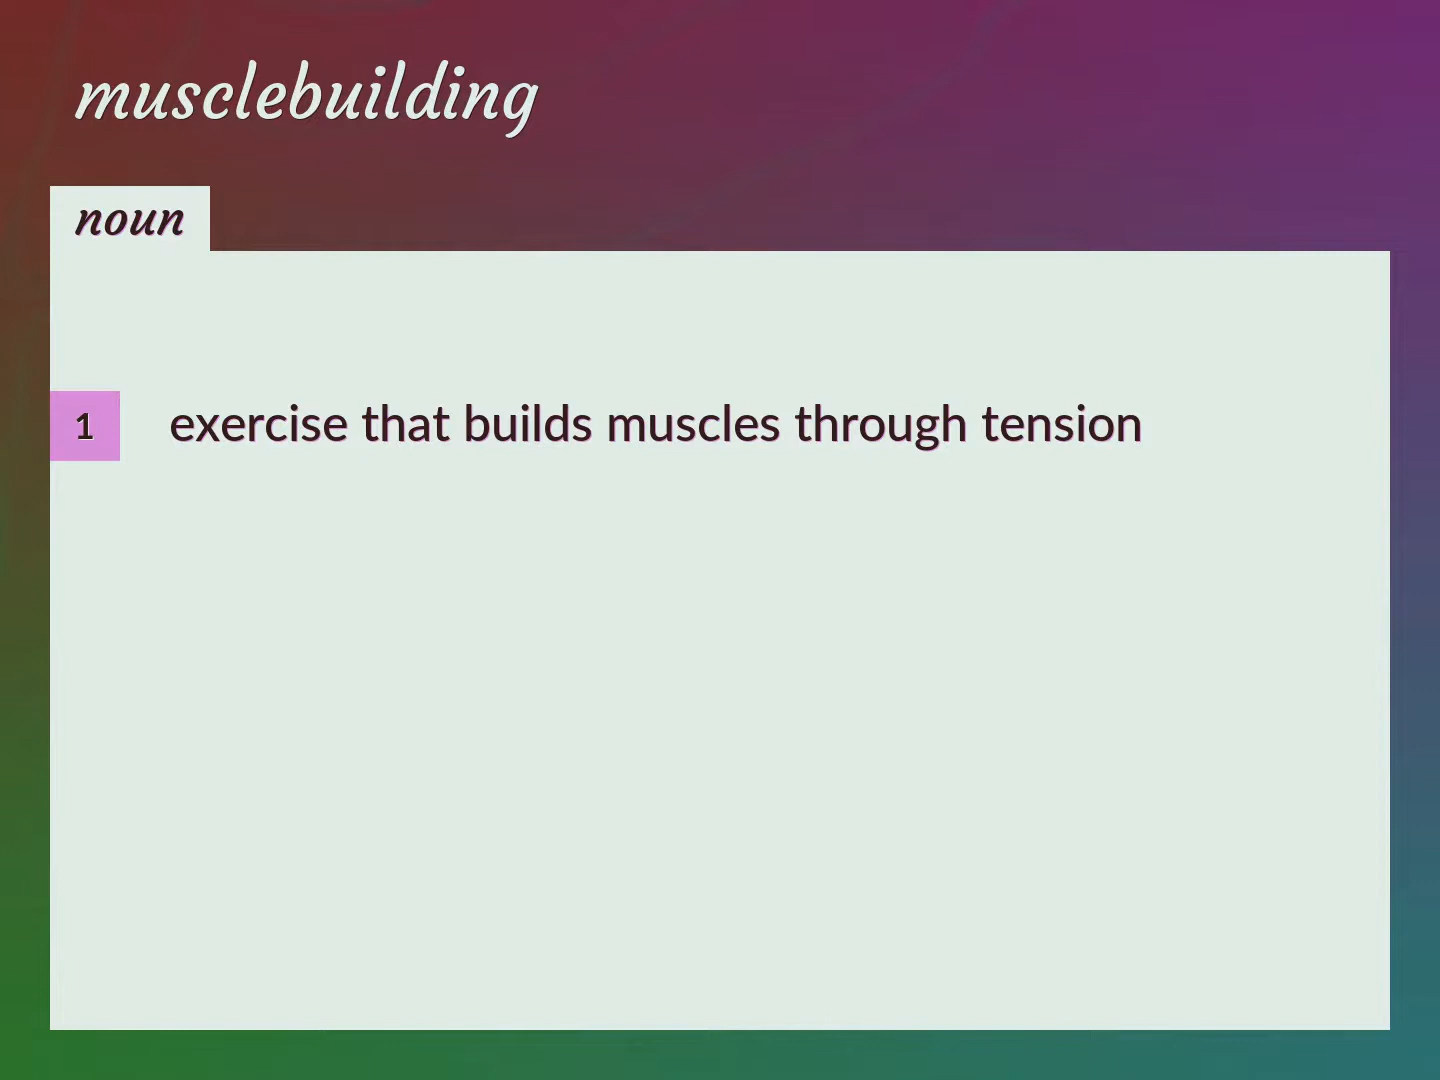 musclebuilding
noun
1 exercise that builds muscles through tension